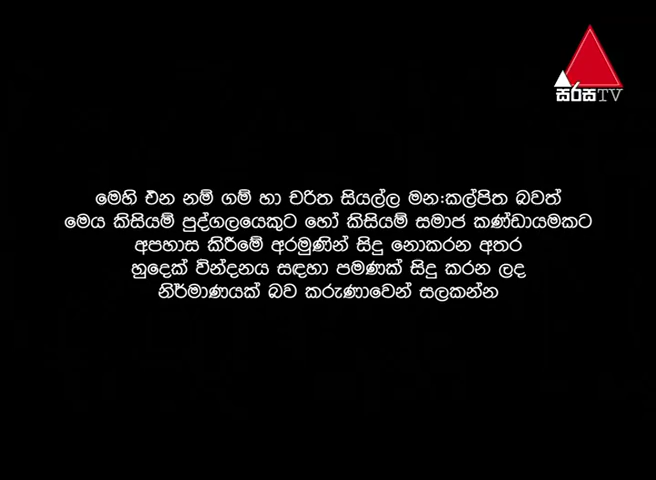 සිරස TV
මෙහි එන නම් ගම් හා චරිත සියල්ල මන:කල්පිත බවත්
මෙය කිසියම් පුද්ගලයෙකුට හෝ කිසියම් සමාජ කණ්ඩායමකට
අපහාස කිරීමේ අරමුණින් සිදු නොකරන අතර
හුදෙක් වින්දනය සඳහා පමණක් සිදු කරන ලද
නිර්මාණයක් බව කරුණාවෙන් සලකන්න